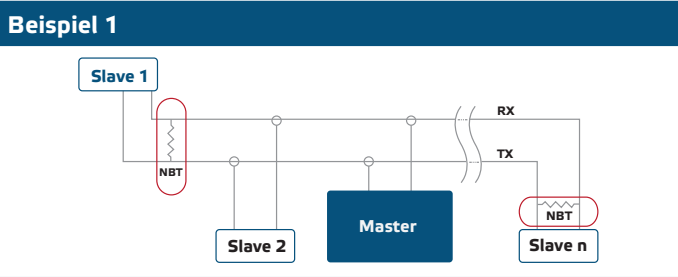 Beispiel 1
Slave 1
RX
TX
NBT
Master
Slave 2
NBT
Slave n